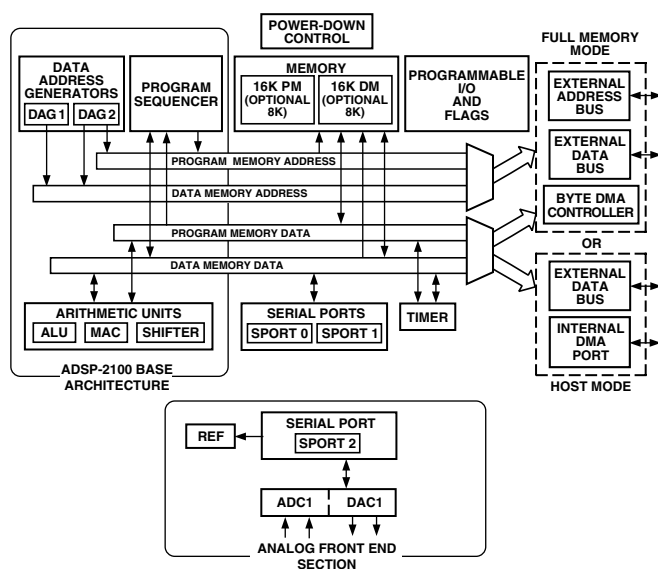 POWER-DOWN
CONTROL
FULL MEMORY
MODE
DATA
ADDRESS
GENERATORS
DAG 1
DAG 2
PROGRAM
SEQUENCER
MEMORY
16K PM
(OPTIONAL
8K)
16K DM
(OPTIONAL
8K)
PROGRAMMABLE
I/O
AND
FLAGS
EXTERNAL
ADDRESS
BUS
EXTERNAL
DATA
BUS
BYTE DMA
CONTROLLER
OR
PROGRAM MEMORY ADDRESS
DATA MEMORY ADDRESS
PROGRAM MEMORY DATA
DATA MEMORY DATA
ARITHMETIC UNITS
ALU
MAC
SHIFTER
SERIAL PORTS
SPORT 0
SPORT 1
TIMER
EXTERNAL
DATA
BUS
INTERNAL
DMA
PORT
HOST MODE
ADSP-2100 BASE
ARCHITECTURE
REF
SERIAL PORT
SPORT 2
ADC1
DAC1
ANALOG FRONT END
SECTION